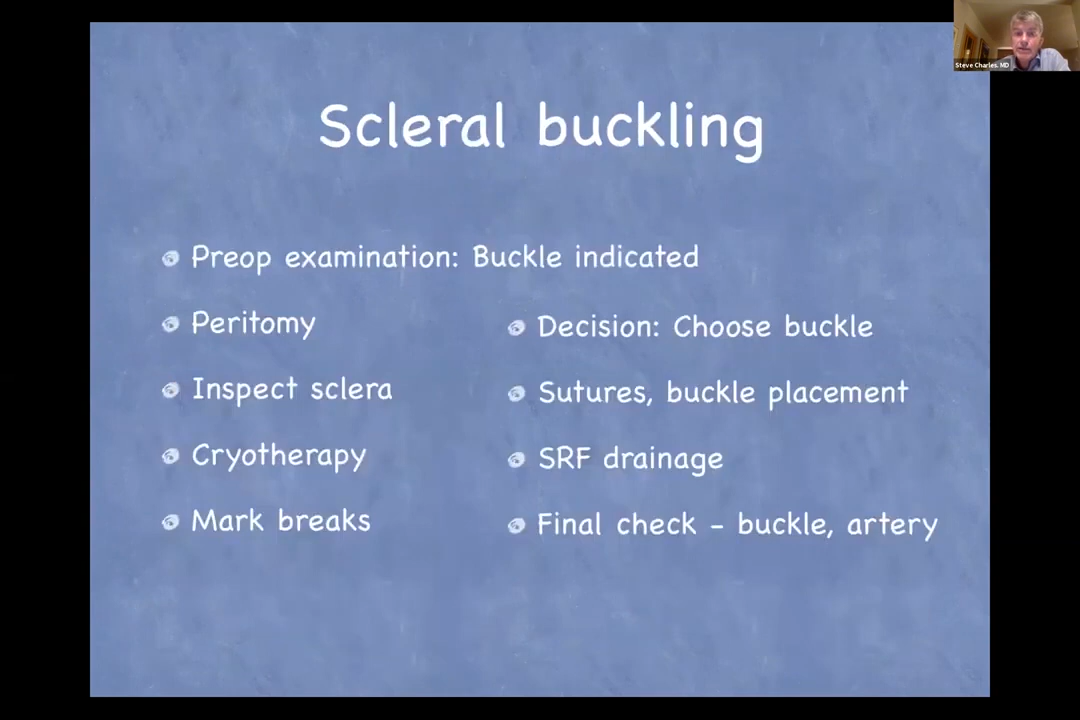 Steve Charles, MD
Scleral buckling
Preop examination: Buckle indicated
Peritomy
Inspect sclera
Cryotherapy
Mark breaks
Decision: Choose buckle
Sutures, buckle placement
SRF drainage
Final check - buckle, artery